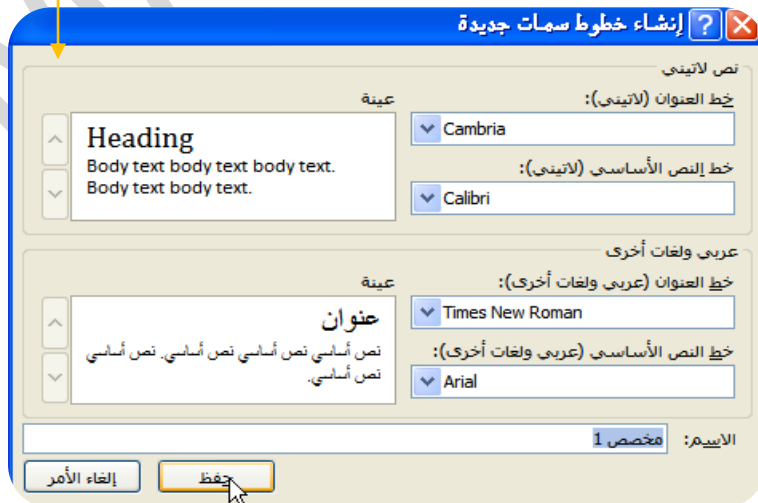 إنشاء خطوط سمات جديدة
نص لاتيني
خط العنوان (لاتيني):
Cambria
خط النص الأساسي (لاتيني):
Calibri
عينة
Heading
Body text body text body text.
Body text body text.
عربي ولغات أخرى
خط العنوان (عربي ولغات أخرى):
Times New Roman
خط النص الأساسي (عربي ولغات أخرى):
Arial
عينة
عنوان
نص أساسي نص أساسي نص أساسي. نص أساسي
نص أساسي.
الاسم: مخصص 1
حفظ
إلغاء الأمر